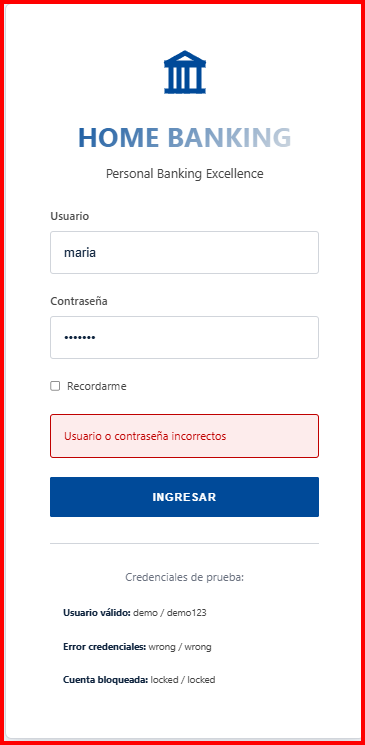 HOME BANKING
Personal Banking Excellence
Usuario
maria
Contraseña
•••••••
Recordarme
Usuario o contraseña incorrectos
INGRESAR
Credenciales de prueba:
Usuario válido: demo / demo123
Error credenciales: wrong / wrong
Cuenta bloqueada: locked / locked